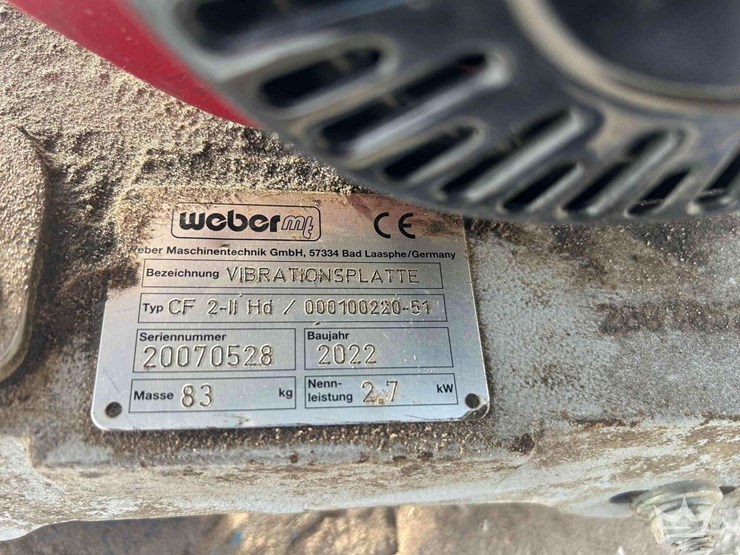 weber mt CE
Weber Maschinentechnik GmbH, 57334 Bad Laasphe/Germany
Bezeichnung VIBRATIONSPLATTE
Typ CF 2-II Hd / 000100220-51
Seriennummer 20070528
Baujahr 2022
Masse 83 kg
Nenn-
leistung 2.7 kW